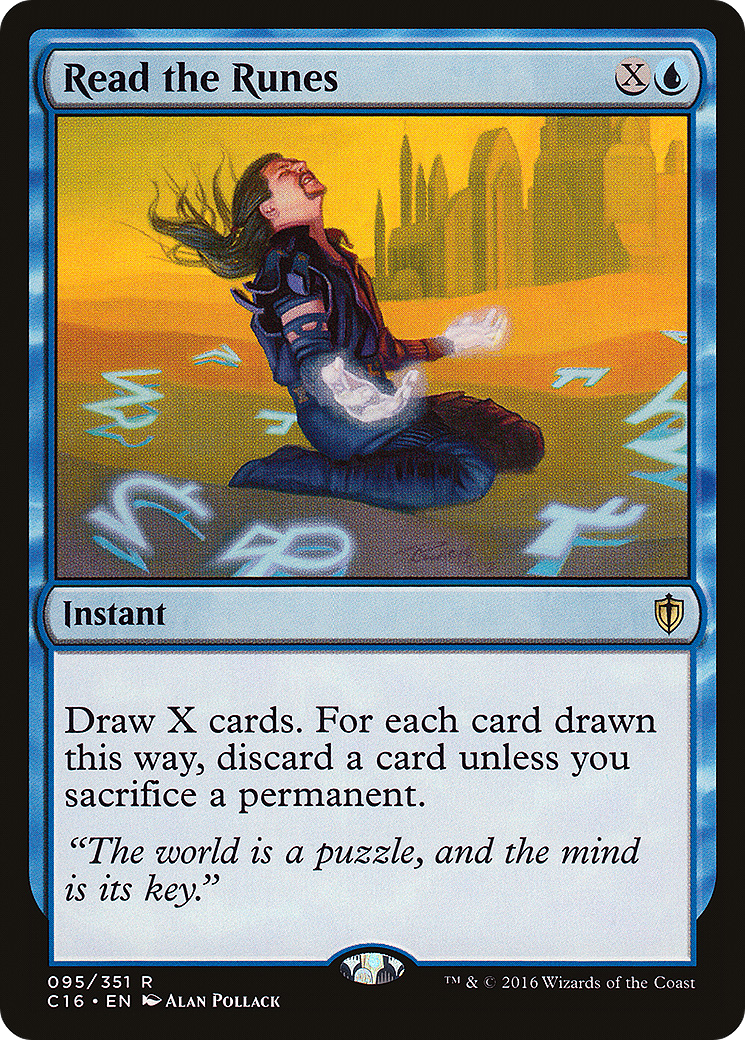 Read the Runes X
Instant
Draw X cards. For each card drawn
this way, discard a card unless you
sacrifice a permanent.
“The world is a puzzle, and the mind
is its key.”
095/351 R
™ & © 2016 Wizards of the Coast
C16 • EN Alan Pollack